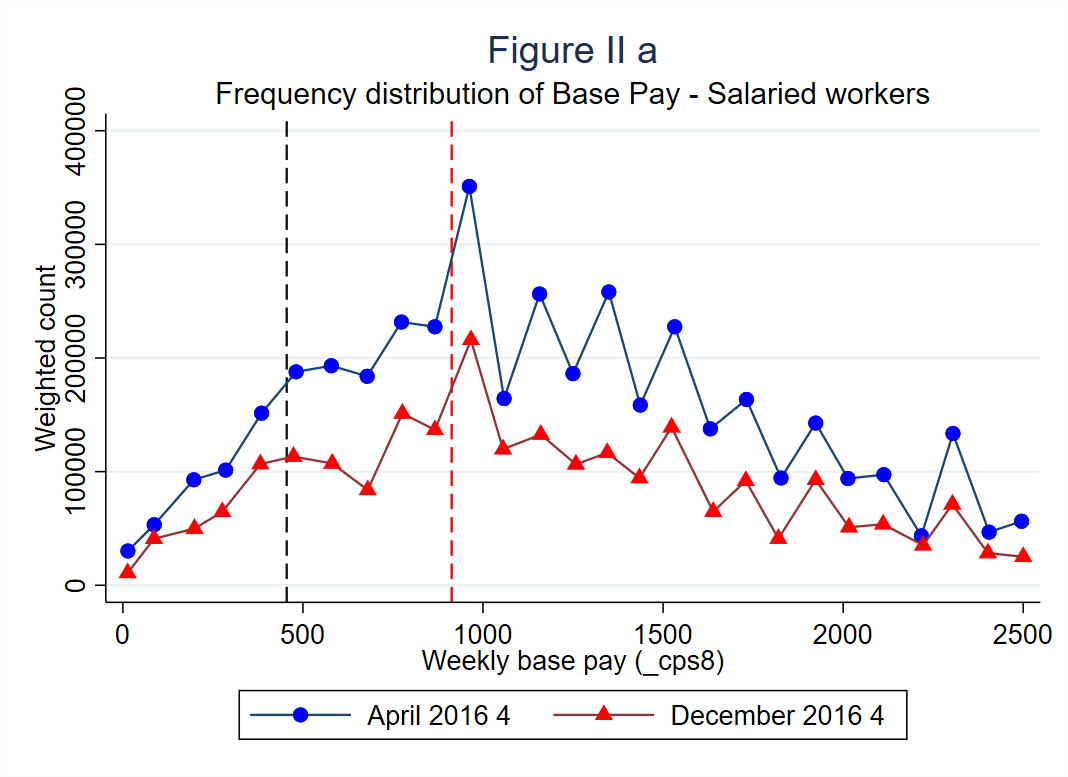 Figure II a
Frequency distribution of Base Pay - Salaried workers
Weighted count
400000
300000
200000
100000
0
0 500 1000 1500 2000 2500
Weekly base pay (_cps8)
April 2016 4 December 2016 4